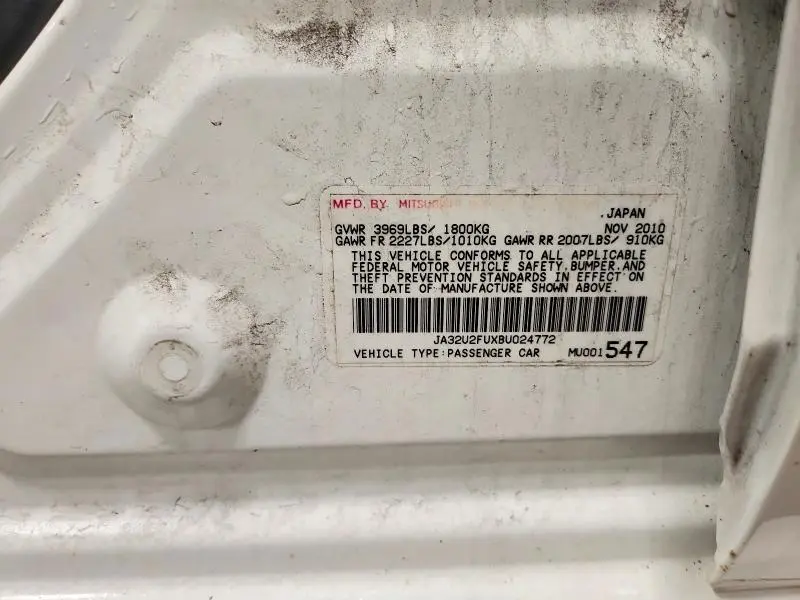 MFD. BY MITSUBISHI
JAPAN
GVWR 3969LBS/ 1800KG NOV 2010
GAWR FR 2227LBS/1010KG GAWR RR 2007LBS/ 910KG
THIS VEHICLE CONFORMS TO ALL APPLICABLE
FEDERAL MOTOR VEHICLE SAFETY, BUMPER, AND
THEFT PREVENTION STANDARDS IN EFFECT ON
THE DATE OF MANUFACTURE SHOWN ABOVE.
JA32U2FUXBU024772
VEHICLE TYPE: PASSENGER CAR MU001547